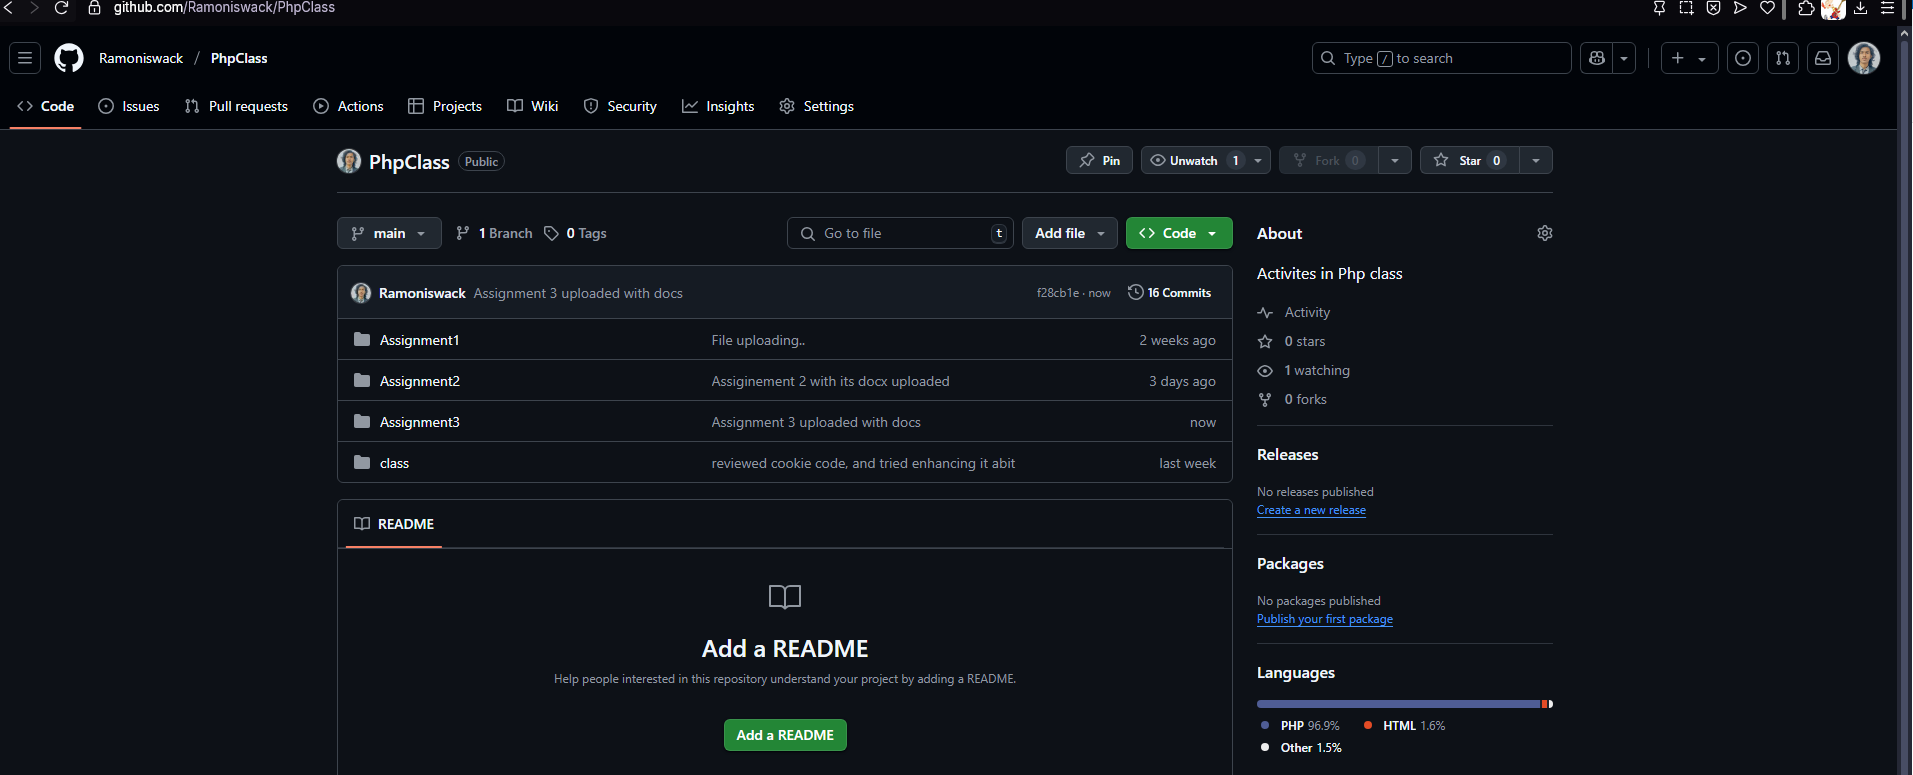 github.com/Ramoniswack/PhpClass
Ramoniswack / PhpClass
Type / to search
Code Issues Pull requests Actions Projects Wiki Security Insights Settings
PhpClass Public
Pin Unwatch 1 Fork 0 Star 0
main 1 Branch 0 Tags Go to file t Add file Code
Ramoniswack Assignment 3 uploaded with docs f28cb1e · now 16 Commits
Assignment1 File uploading.. 2 weeks ago
Assignment2 Assiginement 2 with its docx uploaded 3 days ago
Assignment3 Assignment 3 uploaded with docs now
class reviewed cookie code, and tried enhancing it abit last week
README
Add a README
Help people interested in this repository understand your project by adding a README.
Add a README
About
Activites in Php class
Activity
0 stars
1 watching
0 forks
Releases
No releases published
Create a new release
Packages
No packages published
Publish your first package
Languages
PHP 96.9% HTML 1.6%
Other 1.5%